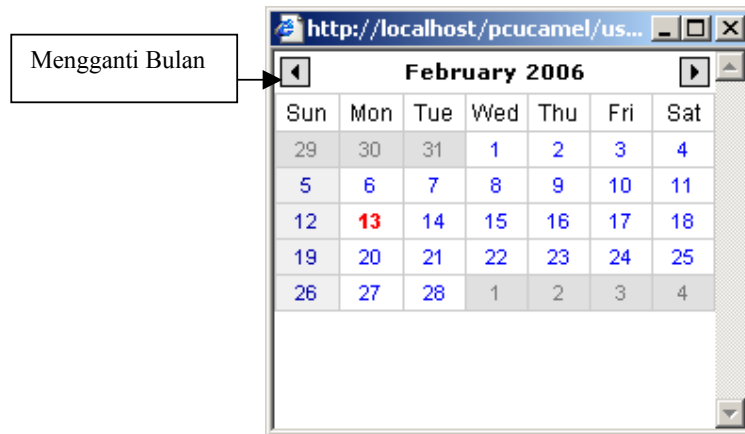 http://localhost/pcucamel/us...
Mengganti Bulan
February 2006
Sun Mon Tue Wed Thu Fri Sat
29 30 31 1 2 3 4
5 6 7 8 9 10 11
12 13 14 15 16 17 18
19 20 21 22 23 24 25
26 27 28 1 2 3 4